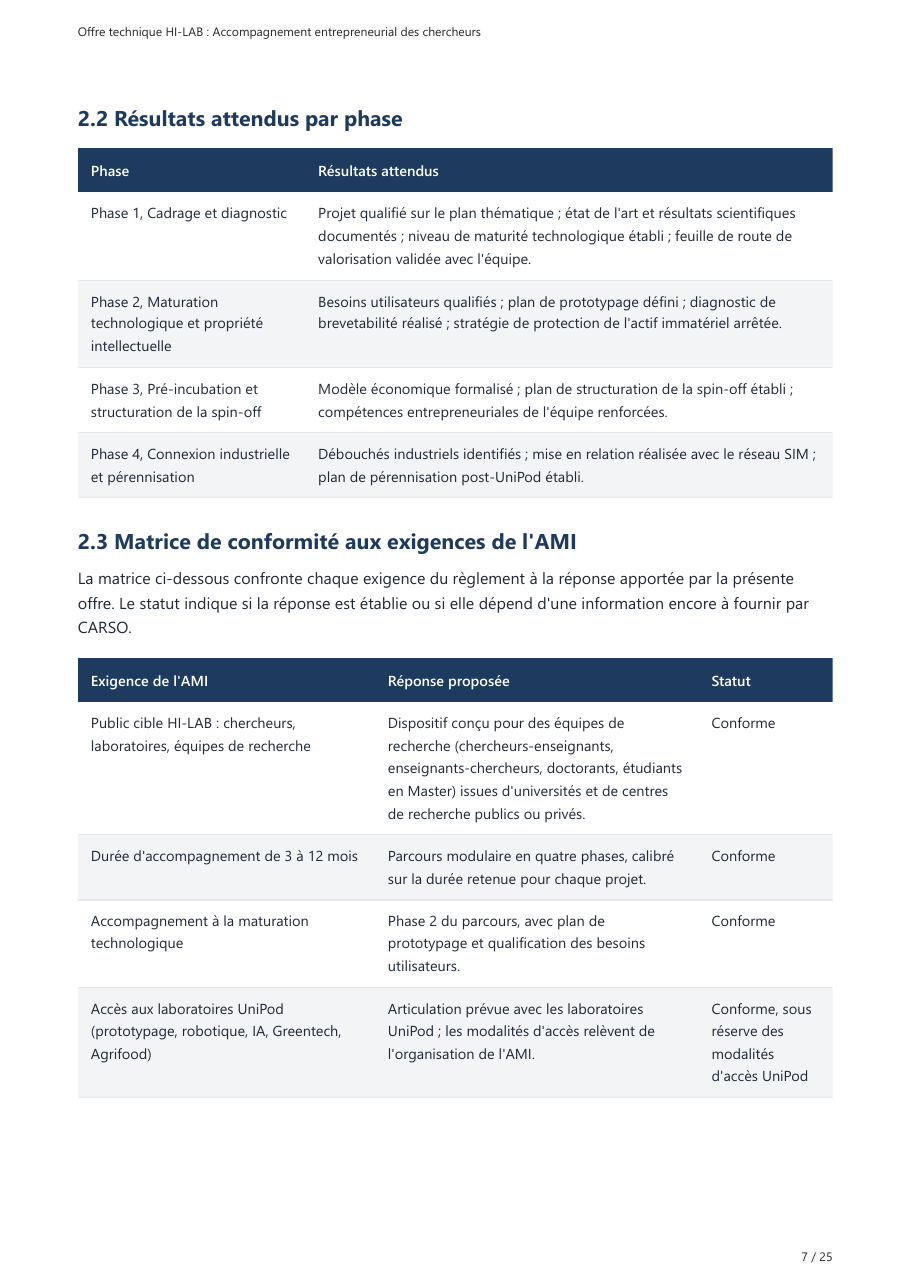 Offre technique HI-LAB : Accompagnement entrepreneurial des chercheurs
2.2 Résultats attendus par phase
Phase
Résultats attendus
Phase 1, Cadrage et diagnostic
Projet qualifié sur le plan thématique ; état de l'art et résultats scientifiques
documentés ; niveau de maturité technologique établi ; feuille de route de
valorisation validée avec l'équipe.
Phase 2, Maturation
technologique et propriété
intellectuelle
Besoins utilisateurs qualifiés ; plan de prototypage défini ; diagnostic de
brevetabilité réalisé ; stratégie de protection de l'actif immatériel arrêtée.
Phase 3, Pré-incubation et
structuration de la spin-off
Modèle économique formalisé ; plan de structuration de la spin-off établi ;
compétences entrepreneuriales de l'équipe renforcées.
Phase 4, Connexion industrielle
et pérennisation
Débouchés industriels identifiés ; mise en relation réalisée avec le réseau SIM ;
plan de pérennisation post-UniPod établi.
2.3 Matrice de conformité aux exigences de l'AMI
La matrice ci-dessous confronte chaque exigence du règlement à la réponse apportée par la présente
offre. Le statut indique si la réponse est établie ou si elle dépend d'une information encore à fournir par
CARSO.
Exigence de l'AMI
Réponse proposée
Statut
Public cible HI-LAB : chercheurs,
laboratoires, équipes de recherche
Dispositif conçu pour des équipes de
recherche (chercheurs-enseignants,
enseignants-chercheurs, doctorants, étudiants
en Master) issues d'universités et de centres
de recherche publics ou privés.
Conforme
Durée d'accompagnement de 3 à 12 mois
Parcours modulaire en quatre phases, calibré
sur la durée retenue pour chaque projet.
Conforme
Accompagnement à la maturation
technologique
Phase 2 du parcours, avec plan de
prototypage et qualification des besoins
utilisateurs.
Conforme
Accès aux laboratoires UniPod
(prototypage, robotique, IA, Greentech,
Agrifood)
Articulation prévue avec les laboratoires
UniPod ; les modalités d'accès relèvent de
l'organisation de l'AMI.
Conforme, sous
réserve des
modalités
d'accès UniPod
7 / 25